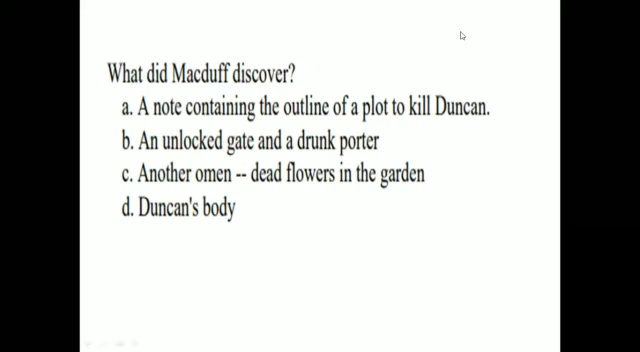 What did Macduff discover?
a. A note containing the outline of a plot to kill Duncan.
b. An unlocked gate and a drunk porter
c. Another omen -- dead flowers in the garden
d. Duncan's body